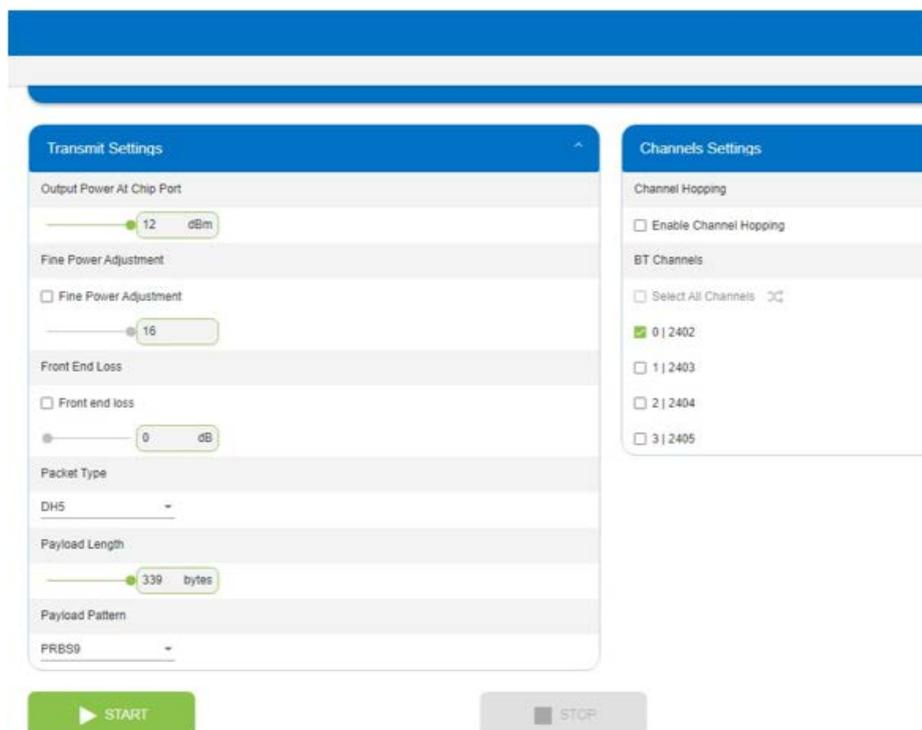 Transmit Settings
Output Power At Chip Port
12 dBm
Fine Power Adjustment
Fine Power Adjustment
16
Front End Loss
Front end loss
0 dB
Packet Type
DH5
Payload Length
339 bytes
Payload Pattern
PRBS9
Channels Settings
Channel Hopping
Enable Channel Hopping
BT Channels
Select All Channels
0 | 2402
1 | 2403
2 | 2404
3 | 2405
START
STOP